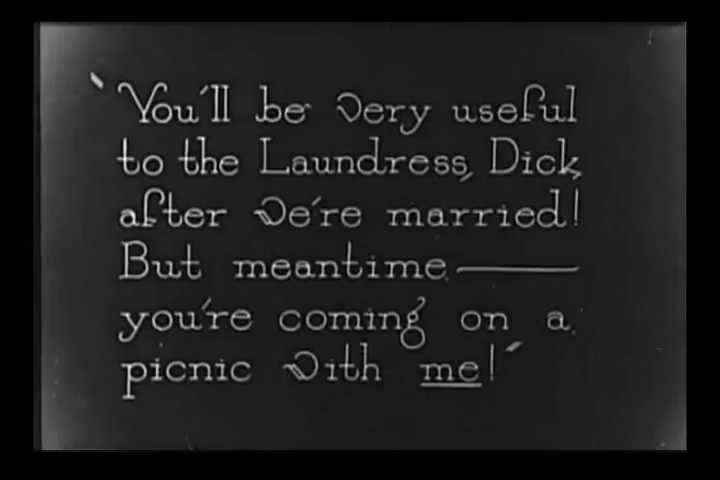 "You'll be very useful
to the Laundress, Dick,
after we're married!
But meantime —
you're coming on a
picnic with me!"